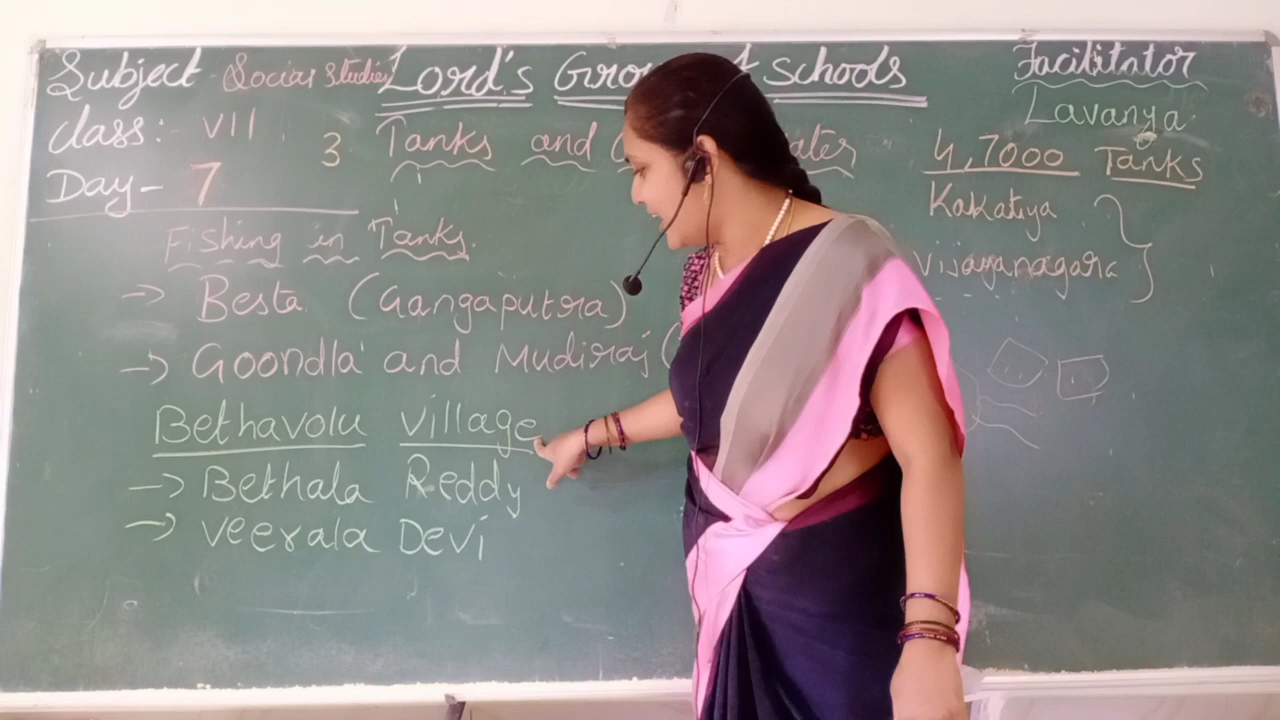 Subject - Social Studies
Lord's Gro schools
Facilitator
Lavanya
class:- VII
3 Tanks and
4,7000 Tanks
Day- 7
Kakatiya
Vijayanagara
Fishing in Tanks.
→ Besta (Gangaputra)
→ Goondla and Mudiraj (
Bethavolu village
→ Bethala Reddy
→ Veerala Devi